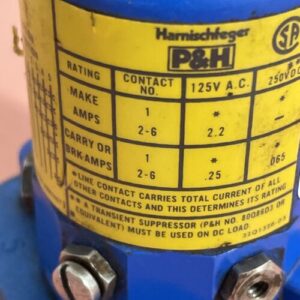 Harnischfeger
P&H
RATING CONTACT NO. 125V A.C. 250V D
MAKE AMPS 1 * *
2-6 2.2 –
CARRY OR BRK AMPS 1 * *
2-6 .25 .065
*LINE CONTACT CARRIES TOTAL CURRENT OF ALL
OTHER CONTACTS AND THIS DETERMINES ITS RATING
* A TRANSIENT SUPPRESSOR (P&H NO. 80D86D3 OR
EQUIVALENT) MUST BE USED ON DC LOAD